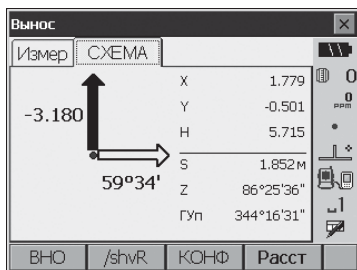 Вынос
Измер СХЕМА
X 1.779
Y -0.501
H 5.715
S 1.852 м
Z 86°25'36"
ГУп 344°16'31"
-3.180
59°34'
0
0
PPM
1
ВНО /shvR КОНФ Расст